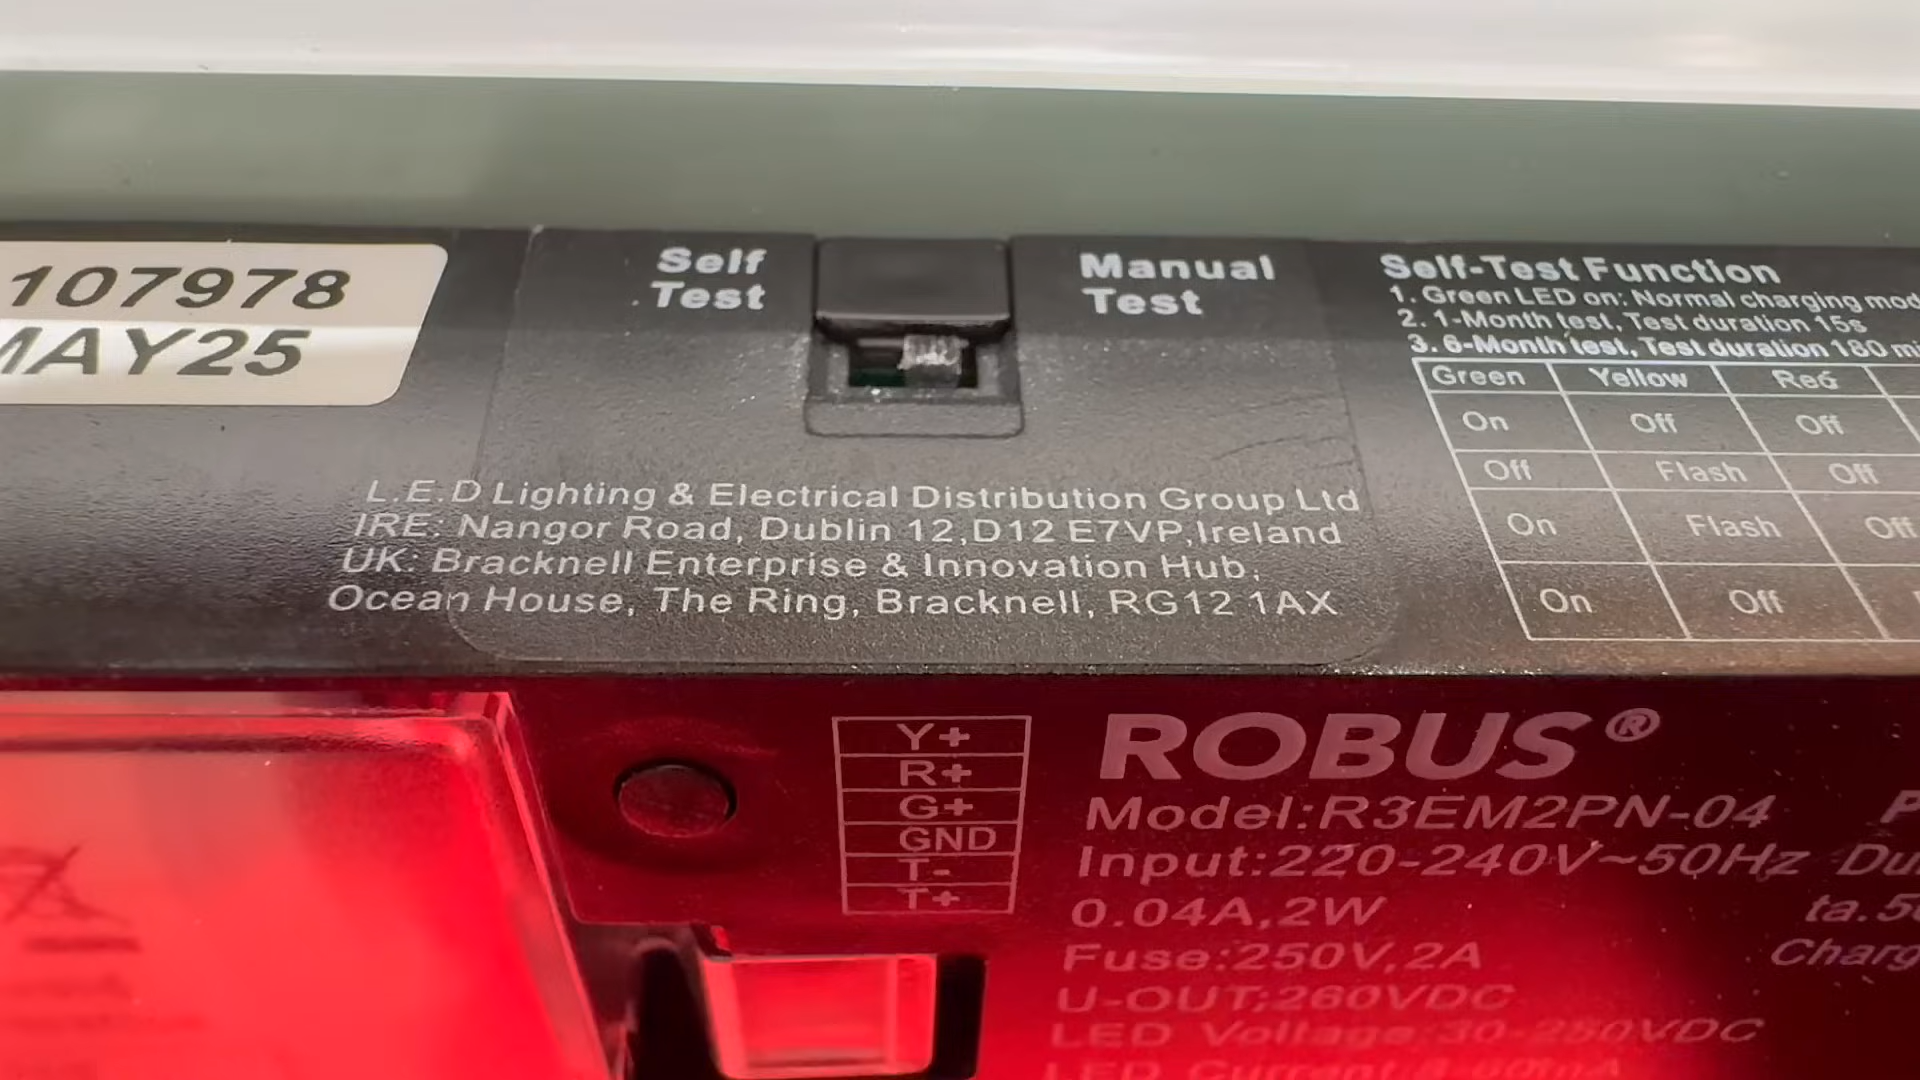 107978
MAY25
Self
Test
Manual
Test
Self-Test Function
1. Green LED on: Normal charging
2. 1-Month test, Test duration 15s
3. 6-Month test, Test duration 180
Green Yellow Red
On Off Off
Off Flash Off
On Flash Off
On Off
L.E.D Lighting & Electrical Distribution Group Ltd
IRE: Nangor Road, Dublin 12,D12 E7VP,Ireland
UK: Bracknell Enterprise & Innovation Hub,
Ocean House, The Ring, Bracknell, RG12 1AX
Y+
R+
G+
GND
T-
T+
ROBUS®
Model:R3EM2PN-04
Input:220-240V~50Hz
0.04A,2W
Fuse:250V,2A
U-OUT:260VDC
LED Voltage:30-250VDC
LED Current
ta.5